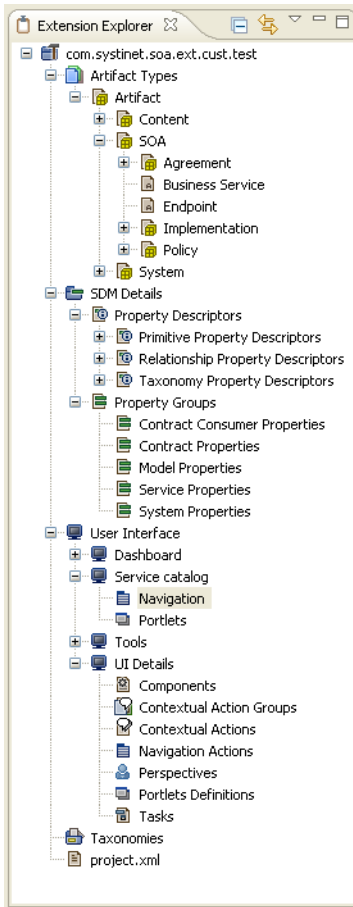 Extension Explorer
com.systinet.soa.ext.cust.test
Artifact Types
Artifact
Content
SOA
Agreement
Business Service
Endpoint
Implementation
Policy
System
SDM Details
Property Descriptors
Primitive Property Descriptors
Relationship Property Descriptors
Taxonomy Property Descriptors
Property Groups
Contract Consumer Properties
Contract Properties
Model Properties
Service Properties
System Properties
User Interface
Dashboard
Service catalog
Navigation
Portlets
Tools
UI Details
Components
Contextual Action Groups
Contextual Actions
Navigation Actions
Perspectives
Portlets Definitions
Tasks
Taxonomies
project.xml